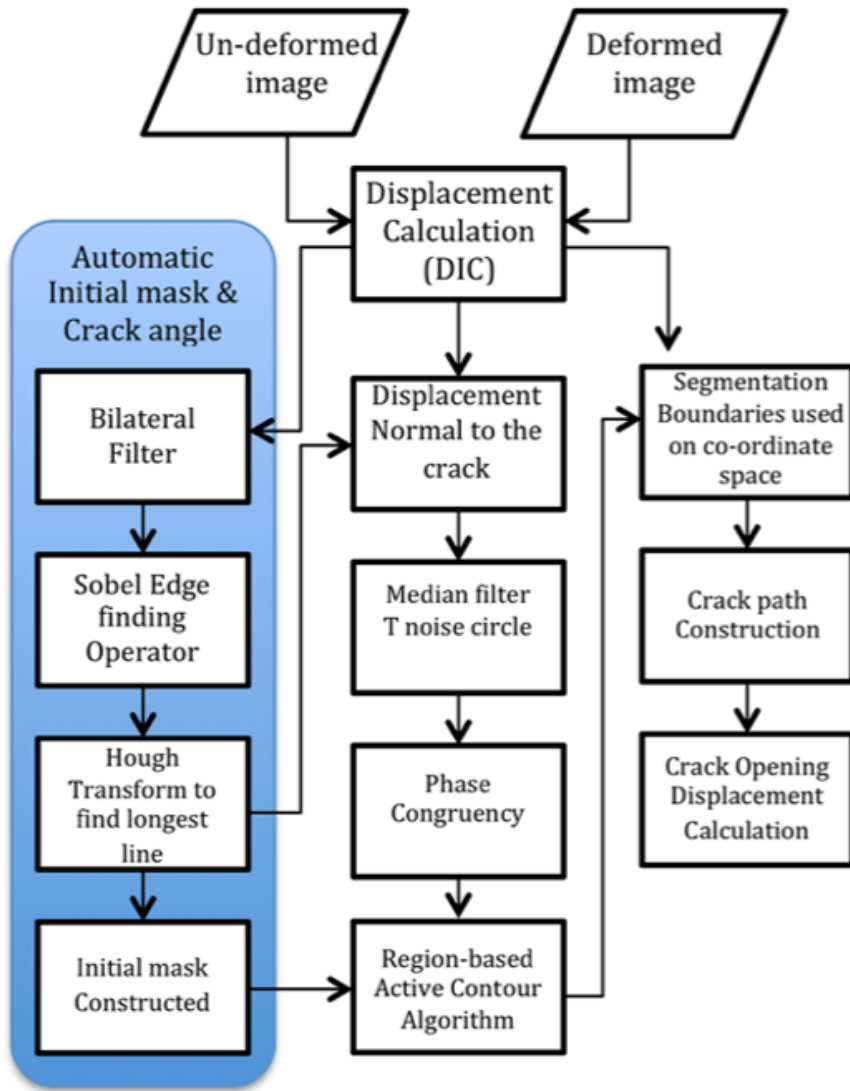 Un-deformed
image
Deformed
image
Displacement
Calculation
(DIC)
Automatic
Initial mask &
Crack angle
Bilateral
Filter
Sobel Edge
finding
Operator
Hough
Transform to
find longest
line
Initial mask
Constructed
Displacement
Normal to the
crack
Median filter
T noise circle
Phase
Congruency
Region-based
Active Contour
Algorithm
Segmentation
Boundaries used
on co-ordinate
space
Crack path
Construction
Crack Opening
Displacement
Calculation